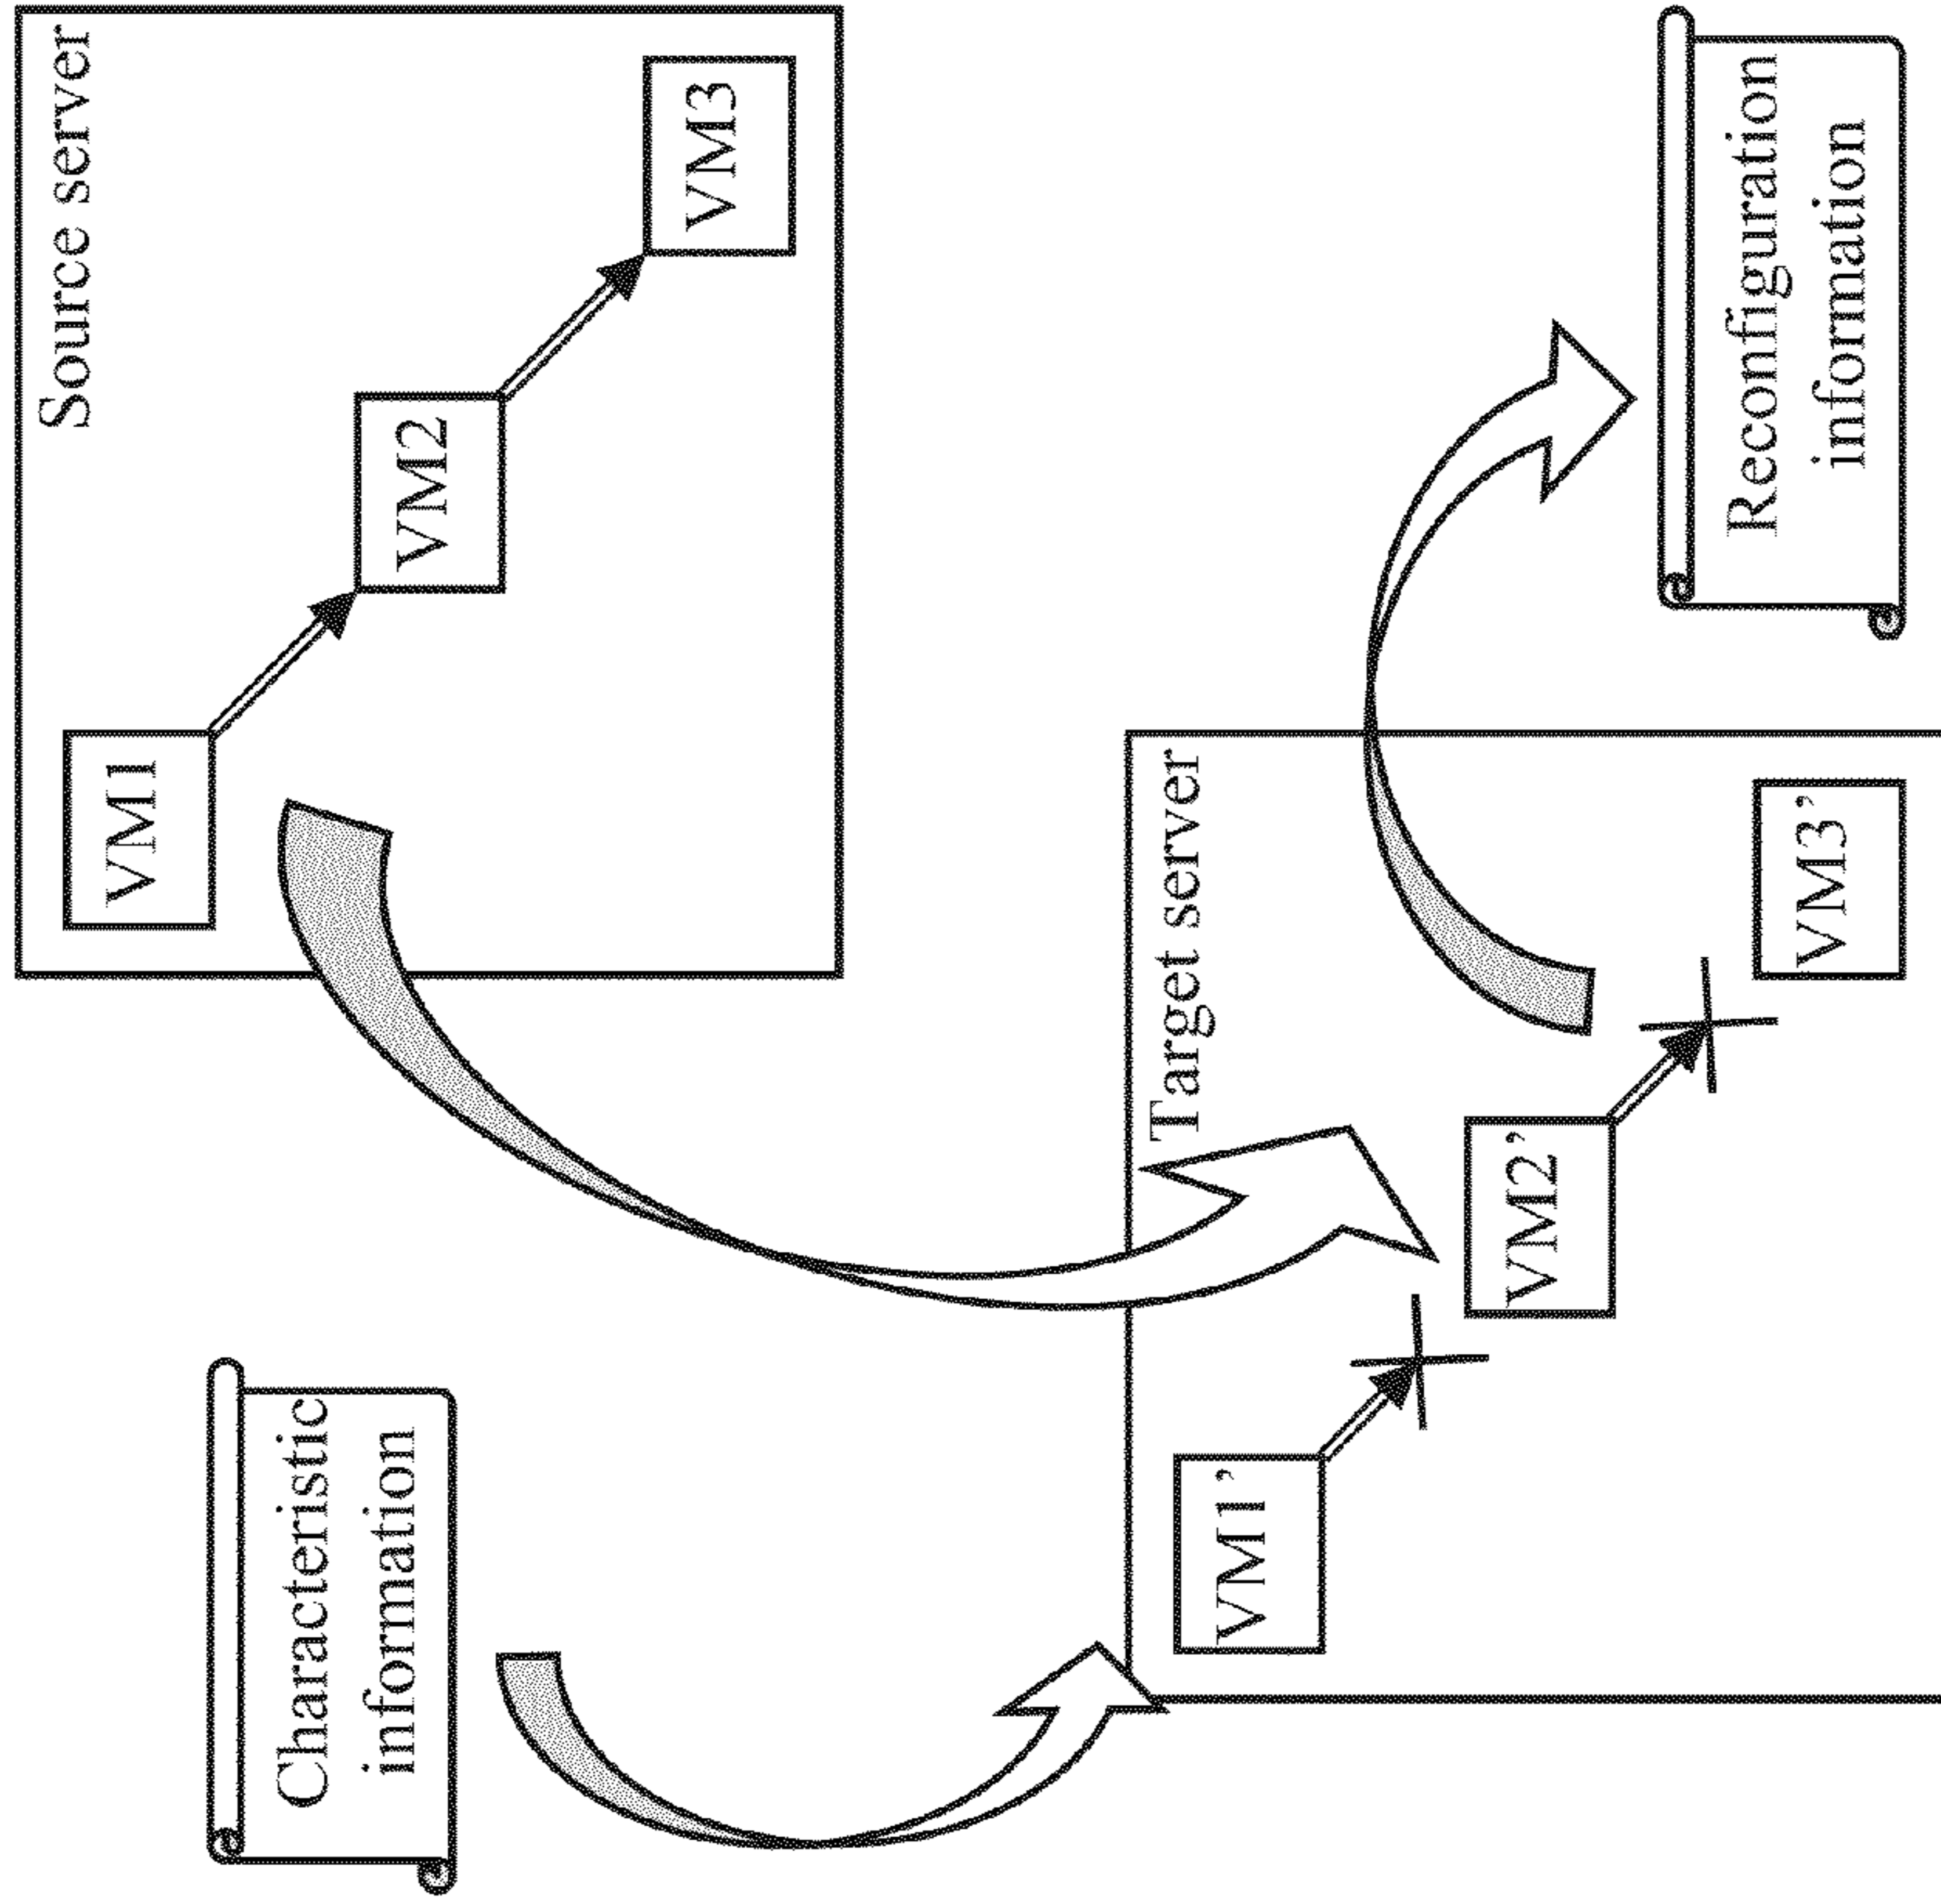 Characteristic
information
Source server
VM1
VM2
VM3
Target server
VM1’
VM2’
VM3’
Reconfiguration
information